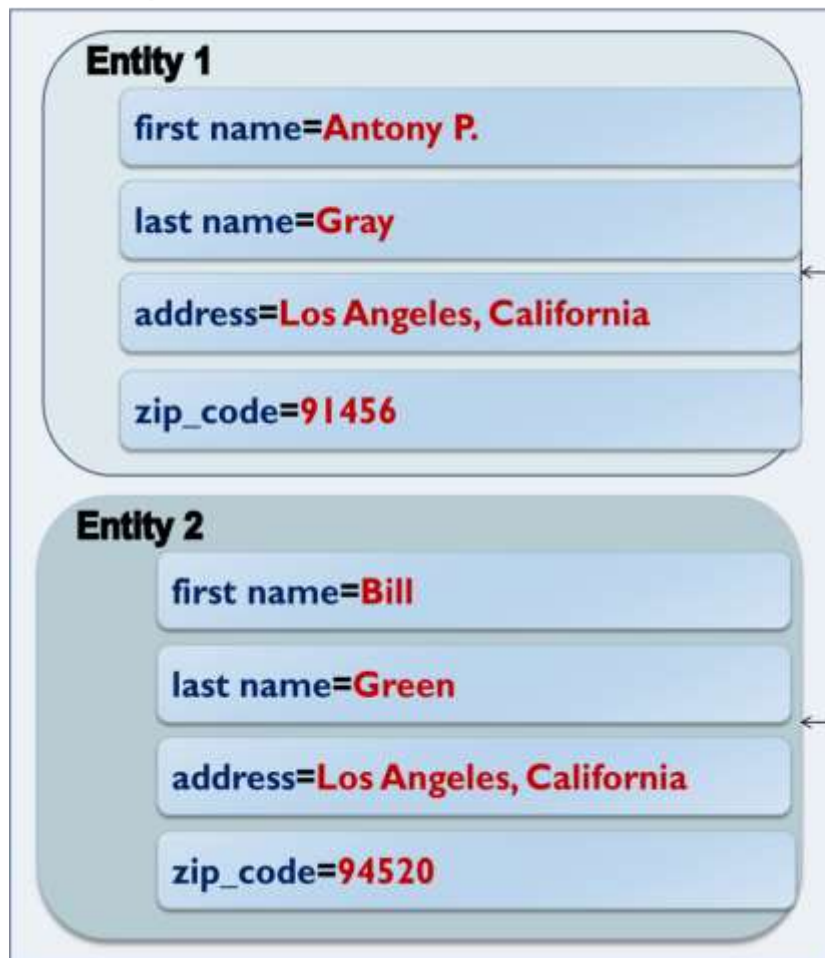 Entity 1
first name=Antony P.
last name=Gray
address=Los Angeles, California
zip_code=91456
Entity 2
first name=Bill
last name=Green
address=Los Angeles, California
zip_code=94520